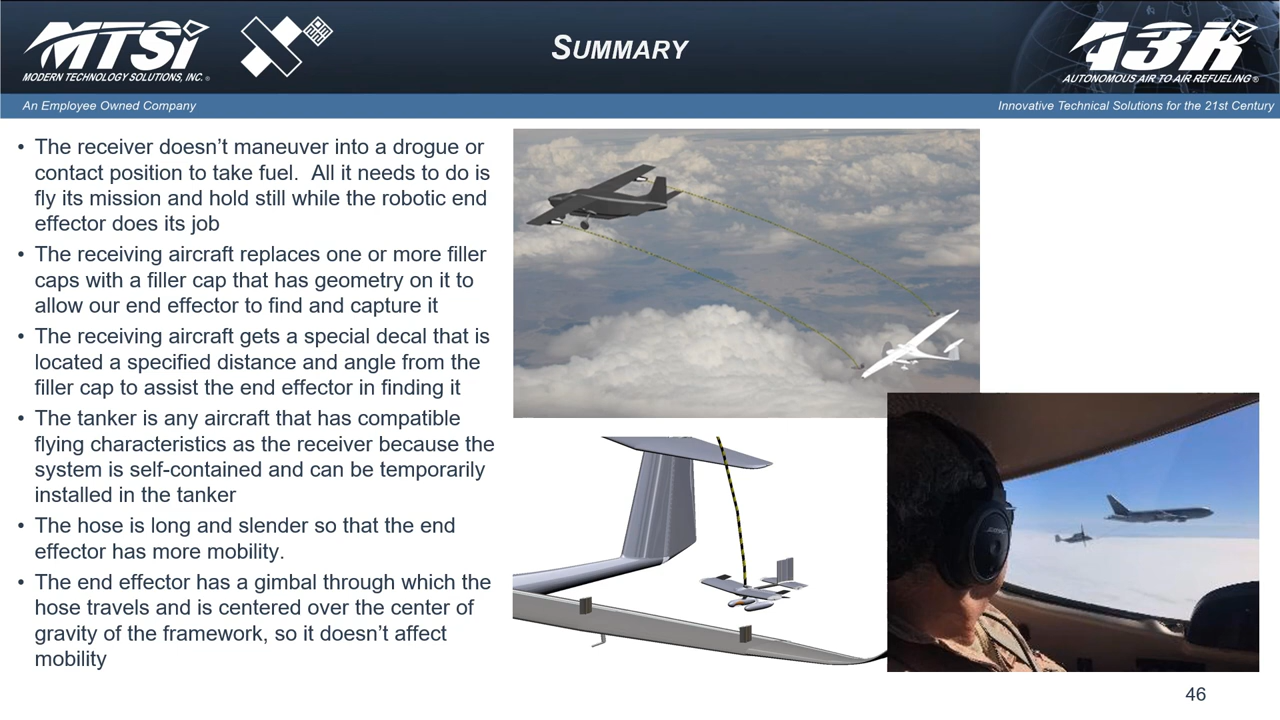 MTSi
MODERN TECHNOLOGY SOLUTIONS, INC.®
SUMMARY
A3R
AUTONOMOUS AIR TO AIR REFUELING®
An Employee Owned Company
Innovative Technical Solutions for the 21st Century
• The receiver doesn’t maneuver into a drogue or
contact position to take fuel.  All it needs to do is
fly its mission and hold still while the robotic end
effector does its job
• The receiving aircraft replaces one or more filler
caps with a filler cap that has geometry on it to
allow our end effector to find and capture it
• The receiving aircraft gets a special decal that is
located a specified distance and angle from the
filler cap to assist the end effector in finding it
• The tanker is any aircraft that has compatible
flying characteristics as the receiver because the
system is self-contained and can be temporarily
installed in the tanker
• The hose is long and slender so that the end
effector has more mobility.
• The end effector has a gimbal through which the
hose travels and is centered over the center of
gravity of the framework, so it doesn’t affect
mobility
46